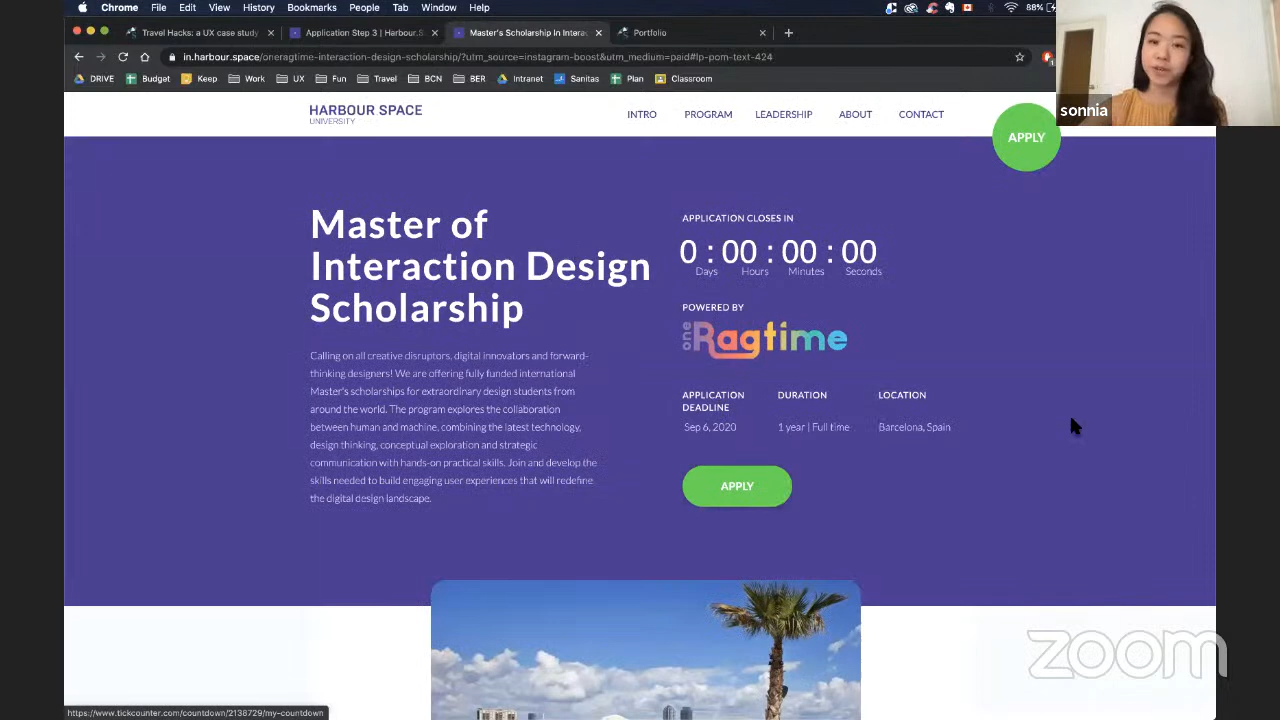 Chrome File Edit View History Bookmarks People Tab Window Help
88%
Travel Hacks: a UX case study
Application Step 3 | Harbour.S
Master's Scholarship In Intera
Portfolio
in.harbour.space/oneragtime-interaction-design-scholarship/?utm_source=instagram-boost&utm_medium=paid#lp-pom-text-424
DRIVE Budget Keep Work UX Fun Travel BCN BER Intranet Sanitas Plan Classroom
sonnia
HARBOUR SPACE
UNIVERSITY
INTRO PROGRAM LEADERSHIP ABOUT CONTACT
APPLY
Master of
Interaction Design
Scholarship
Calling on all creative disruptors, digital innovators and forward-
thinking designers! We are offering fully funded international
Master's scholarships for extraordinary design students from
around the world. The program explores the collaboration
between human and machine, combining the latest technology,
design thinking, conceptual exploration and strategic
communication with hands-on practical skills. Join and develop the
skills needed to build engaging user experiences that will redefine
the digital design landscape.
APPLICATION CLOSES IN
0 : 00 : 00 : 00
Days Hours Minutes Seconds
POWERED BY
one Ragtime
APPLICATION
DEADLINE
Sep 6, 2020
DURATION
1 year | Full time
LOCATION
Barcelona, Spain
APPLY
zoom
https://www.tickcounter.com/countdown/2138729/my-countdown